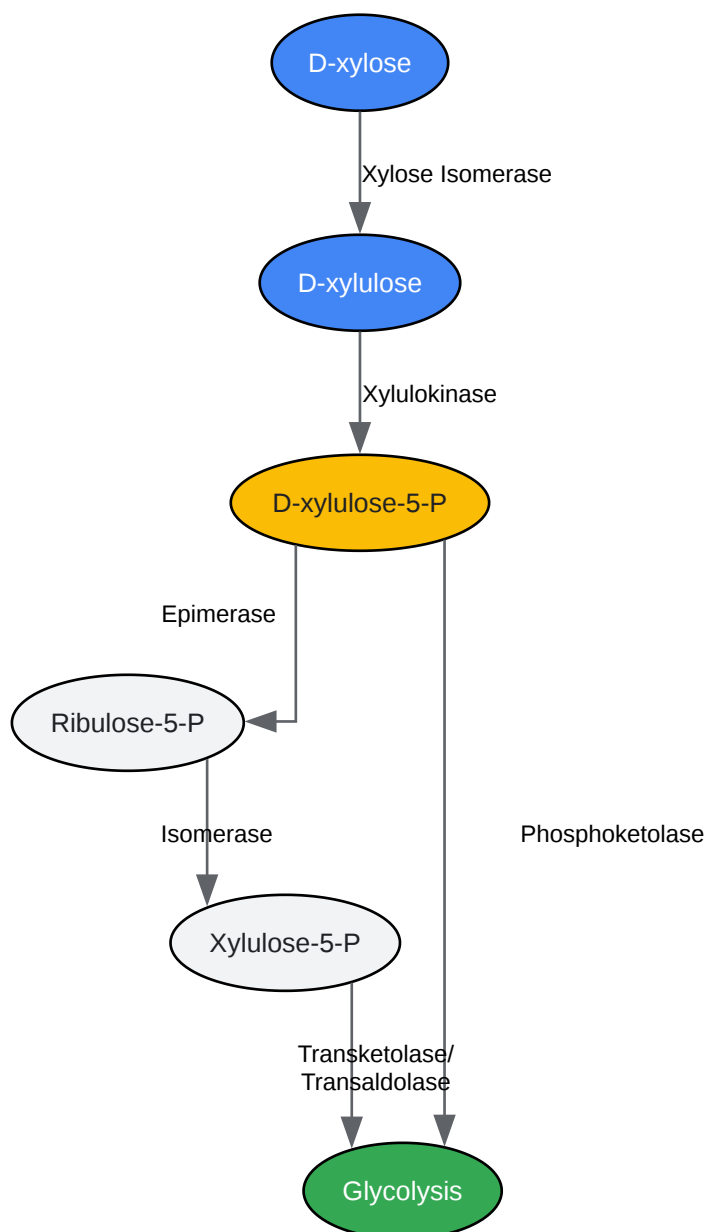 D-xylose
Xylose Isomerase
D-xylulose
Xylulokinase
D-xylulose-5-P
Epimerase
Ribulose-5-P
Isomerase
Phosphoketolase
Xylulose-5-P
Transketolase/
Transaldolase
Glycolysis